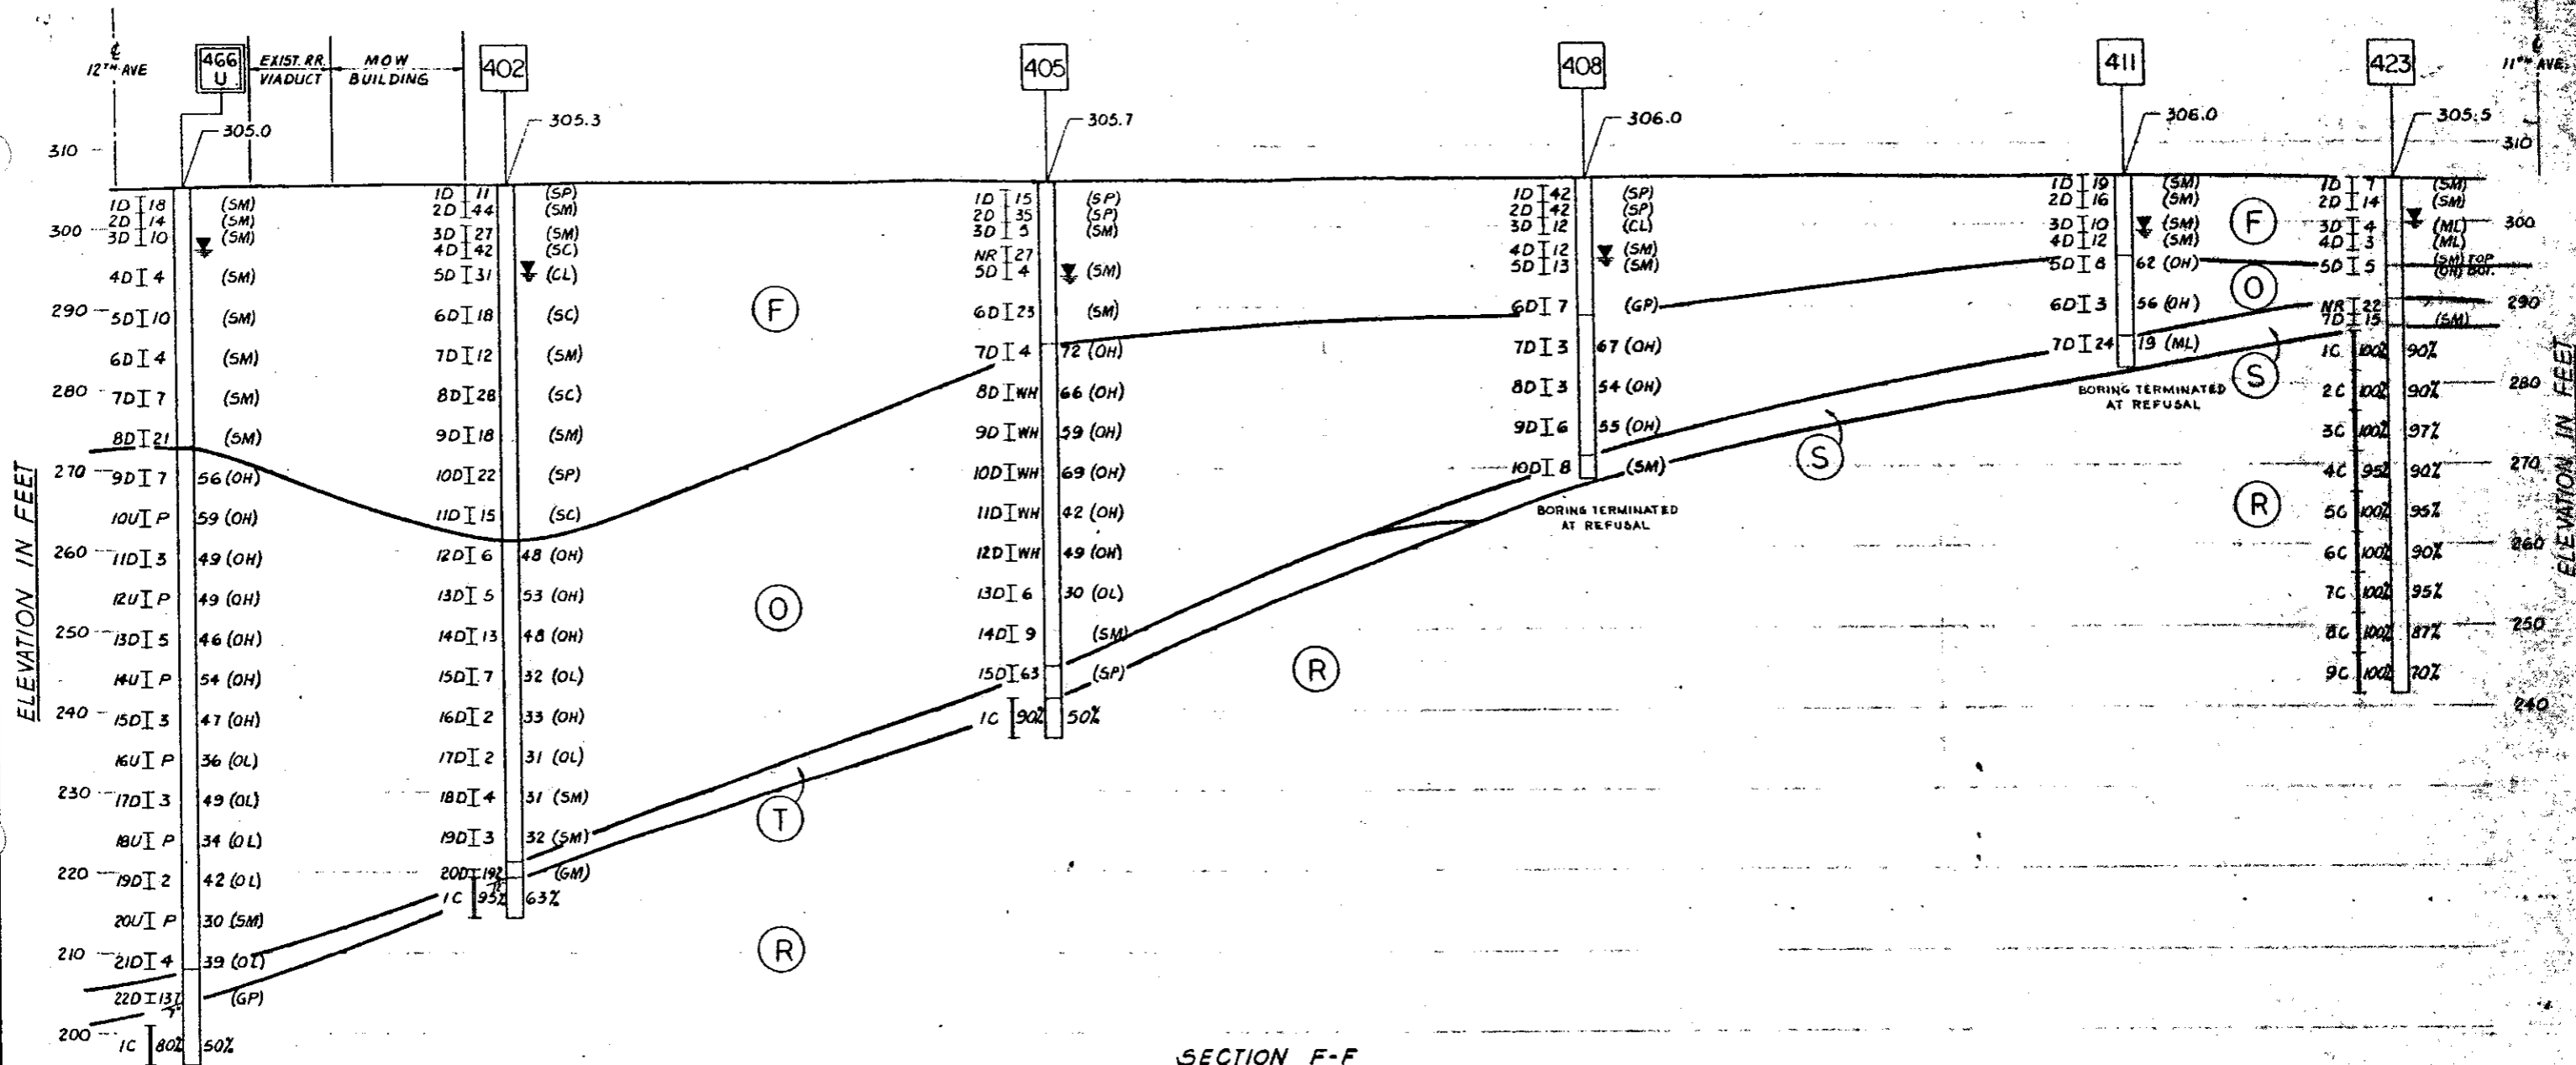 ℄
12TH AVE
466
U
EXIST. RR.
VIADUCT
MOW
BUILDING
402
405
408
411
423
11TH AVE
305.0
305.3
305.7
306.0
306.0
305.5
ELEVATION IN FEET
310
300
290
280
270
260
250
240
230
220
210
200
1D 18 (SM)
2D 14 (SM)
3D 10 (SM)
4D 4 (SM)
5D 10 (SM)
6D 4 (SM)
7D 7 (SM)
8D 21 (SM)
9D 7 56 (OH)
10U P 59 (OH)
11D 3 49 (OH)
12U P 49 (OH)
13D 5 46 (OH)
14U P 54 (OH)
15D 3 47 (OH)
16U P 36 (OL)
17D 3 49 (OL)
18U P 34 (OL)
19D 2 42 (OL)
20U P 30 (SM)
21D 4 39 (OL)
22D (GP)
1C 80% 50%
1D 11 (SP)
2D 44 (SM)
3D 27 (SM)
4D 42 (SC)
5D 31 (CL)
6D 18 (SC)
7D 12 (SM)
8D 28 (SC)
9D 18 (SM)
10D 22 (SP)
11D 15 (SC)
12D 6 48 (OH)
13D 5 53 (OH)
14D 13 48 (OH)
15D 7 32 (OL)
16D 2 33 (OH)
17D 2 31 (OL)
18D 4 31 (SM)
19D 3 32 (SM)
20D (GM)
1C 95% 63%
F
O
T
R
1D 15 (SP)
2D 35 (SP)
3D 5 (SM)
NR 27
5D 4 (SM)
6D 23 (SM)
7D 4 72 (OH)
8D WH 66 (OH)
9D WH 59 (OH)
10D WH 69 (OH)
11D WH 42 (OH)
12D WH 49 (OH)
13D 6 30 (OL)
14D 9 (SM)
15D 63 (SP)
1C 90% 50%
R
1D 42 (SP)
2D 42 (SP)
3D 12 (CL)
4D 12 (SM)
5D 13 (SM)
6D 7 (GP)
7D 3 67 (OH)
8D 3 54 (OH)
9D 6 55 (OH)
10D 8 (SM)
BORING TERMINATED
AT REFUSAL
S
1D 19 (SM)
2D 16 (SM)
3D 10 (SM)
4D 12 (SM)
5D 8 62 (OH)
6D 3 56 (OH)
7D 24 19 (ML)
BORING TERMINATED
AT REFUSAL
F
O
S
R
1D 7 (SM)
2D 14 (SM)
3D 4 (ML)
4D 3 (ML)
5D 5 (SM) TOP
(OH) BOT.
NR 22
7D 15 (SM)
1C 100% 90%
2C 100% 90%
3C 100% 97%
4C 95% 92%
5C 100% 95%
6C 100% 90%
7C 100% 95%
8C 100% 87%
9C 100% 70%
310
300
290
280
270
260
250
240
ELEVATION IN FEET
SECTION F-F